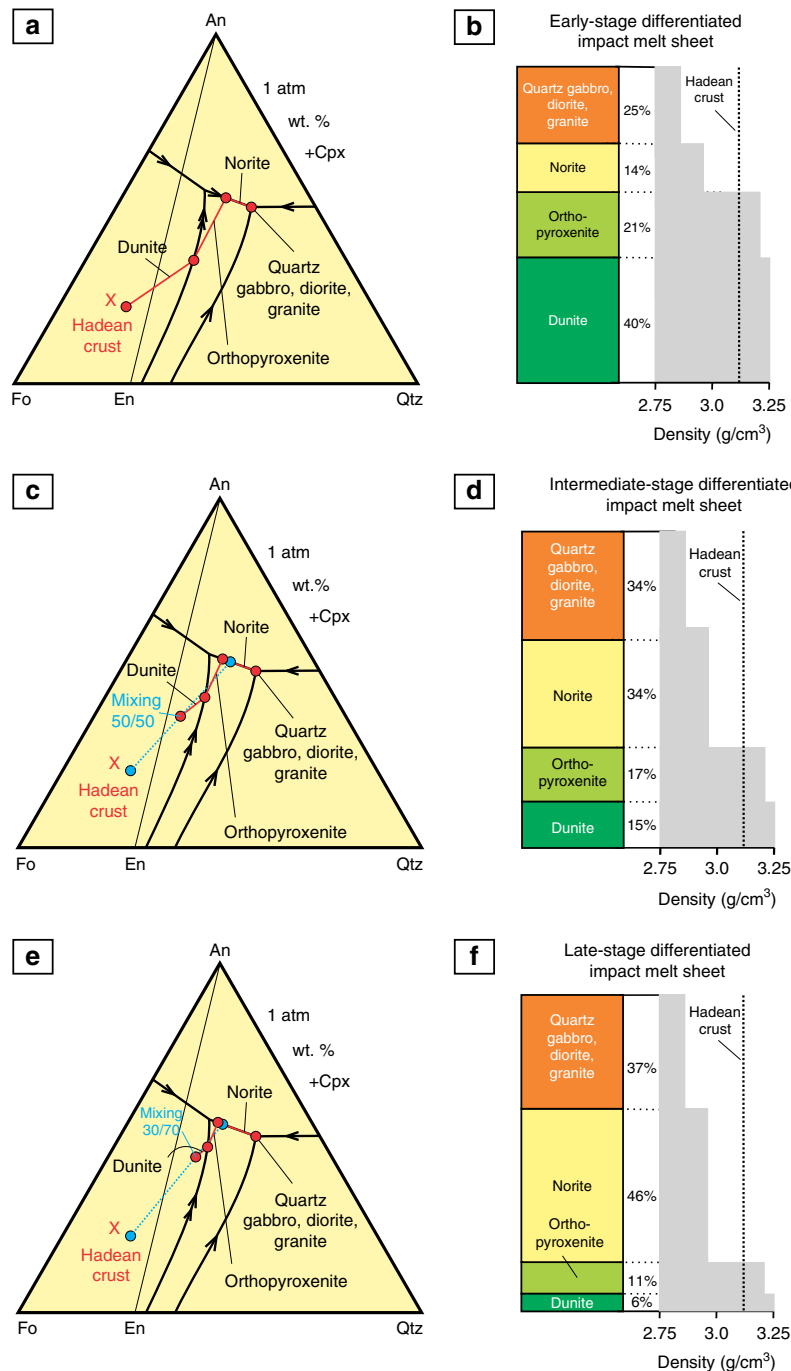 a
An
1 atm
wt. %
+Cpx
Norite
Dunite
X
Hadean
crust
Quartz
gabbro, diorite,
granite
Orthopyroxenite
Fo
En
Qtz
b
Early-stage differentiated
impact melt sheet
Quartz gabbro,
diorite,
granite
25%
Hadean
crust
Norite
14%
Ortho-
pyroxenite
21%
Dunite
40%
2.75
3.0
3.25
Density (g/cm³)
c
An
1 atm
wt.%
+Cpx
Norite
Dunite
Mixing
50/50
X
Hadean
crust
Quartz
gabbro, diorite,
granite
Orthopyroxenite
Fo
En
Qtz
d
Intermediate-stage differentiated
impact melt sheet
Quartz
gabbro,
diorite,
granite
34%
Hadean
crust
Norite
34%
Ortho-
pyroxenite
17%
Dunite
15%
2.75
3.0
3.25
Density (g/cm³)
e
An
1 atm
wt. %
+Cpx
Norite
Mixing
30/70
Dunite
X
Hadean
crust
Quartz
gabbro, diorite,
granite
Orthopyroxenite
Fo
En
Qtz
f
Late-stage differentiated
impact melt sheet
Quartz
gabbro,
diorite,
granite
37%
Hadean
crust
Norite
46%
Ortho-
pyroxenite
11%
Dunite
6%
2.75
3.0
3.25
Density (g/cm³)